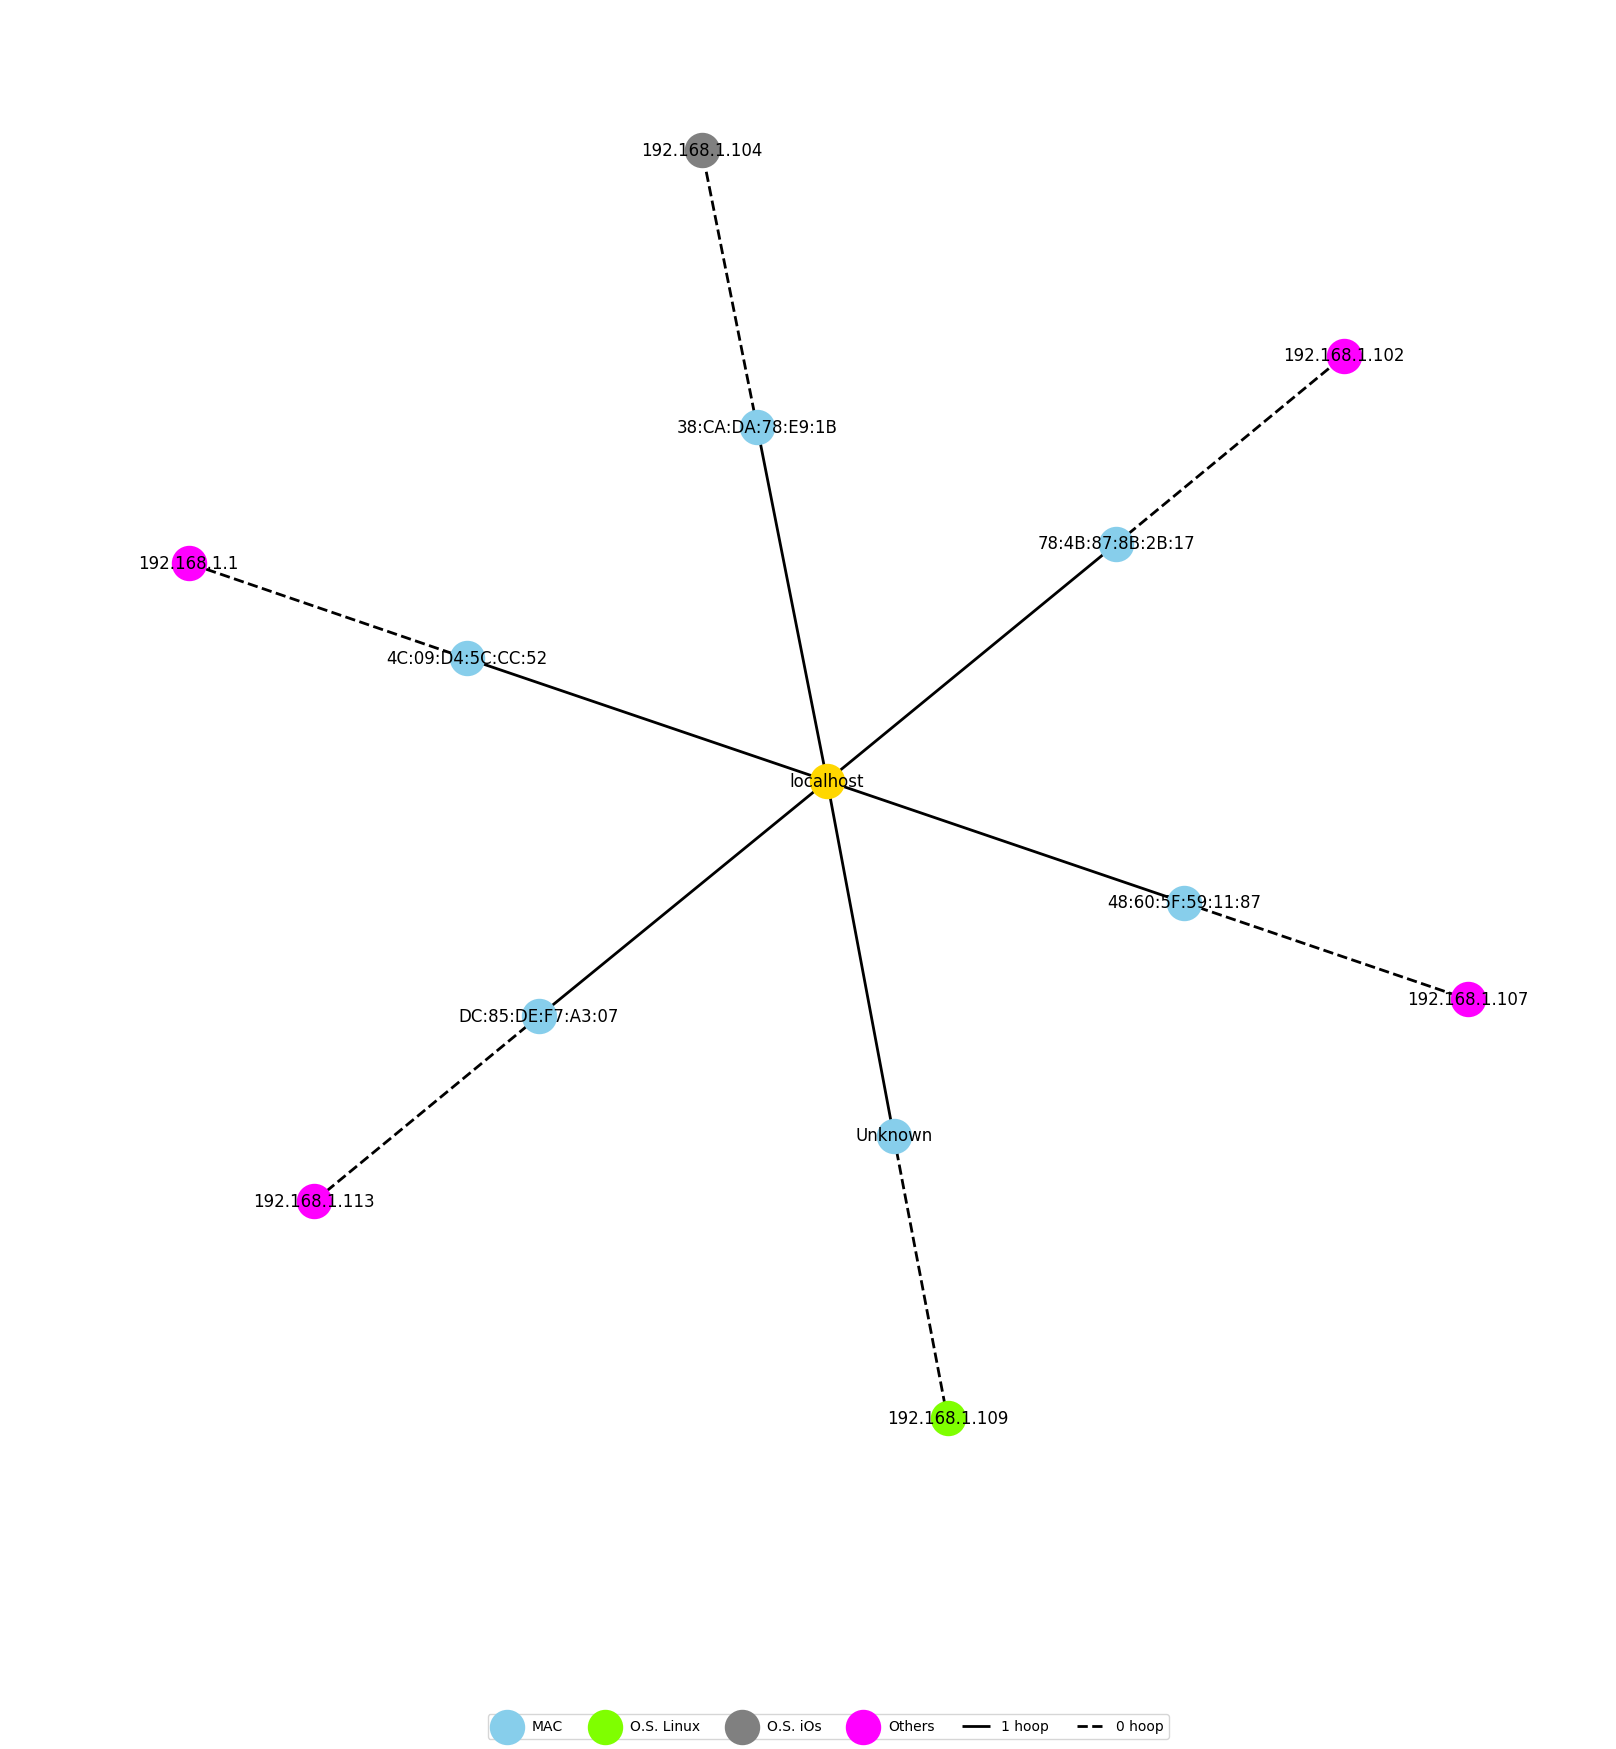 192.168.1.104
192.168.1.102
38:CA:DA:78:E9:1B
78:4B:87:8B:2B:17
192.168.1.1
4C:09:D4:5C:CC:52
localhost
48:60:5F:59:11:87
192.168.1.107
DC:85:DE:F7:A3:07
Unknown
192.168.1.113
192.168.1.109
MAC O.S. Linux O.S. iOs Others 1 hoop 0 hoop